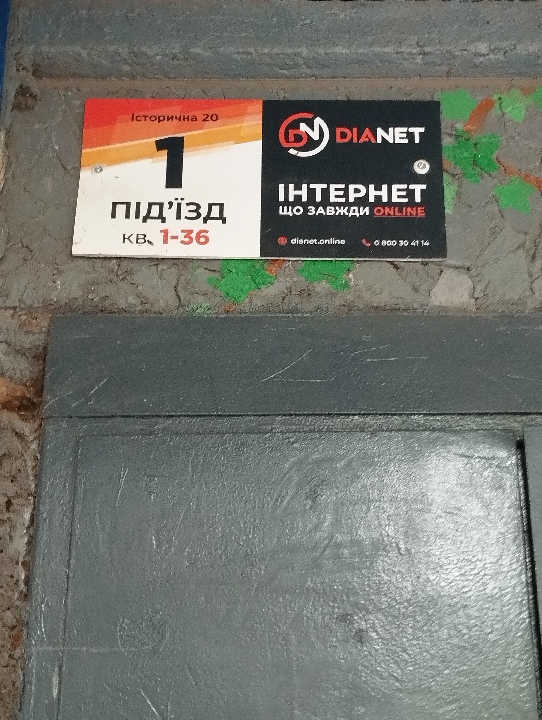 Історична 20
1
ПІД'ЇЗД
КВ. 1-36
DN DIANET
ІНТЕРНЕТ
ЩО ЗАВЖДИ ONLINE
dianet.online 0 800 30 41 14